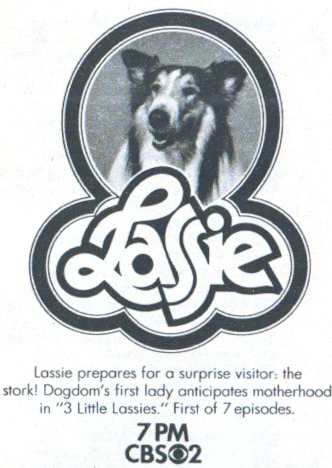 Lassie
Lassie prepares for a surprise visitor: the
stork! Dogdom's first lady anticipates motherhood
in "3 Little Lassies." First of 7 episodes.
7 PM
CBS 2